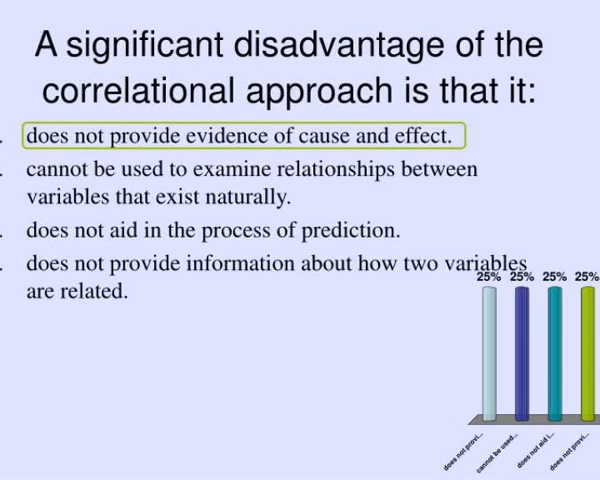 A significant disadvantage of the
correlational approach is that it:
. does not provide evidence of cause and effect.
. cannot be used to examine relationships between
variables that exist naturally.
. does not aid in the process of prediction.
. does not provide information about how two variables
are related.
25% 25% 25% 25%
does not provi...
cannot be used...
does not aid i...
does not provi...